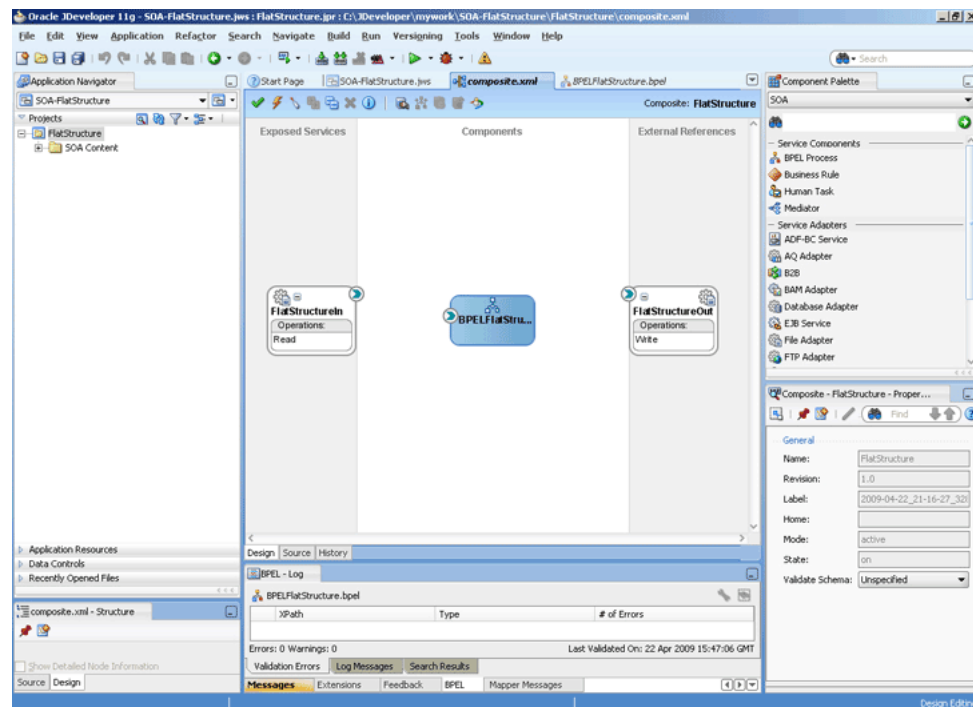 Oracle JDeveloper 11g - SOA-FlatStructure.jws : FlatStructure.jpr : C:\JDeveloper\mywork\SOA-FlatStructure\FlatStructure\composite.xml
File Edit View Application Refactor Search Navigate Build Run Versioning Tools Window Help
Search
Application Navigator
SOA-FlatStructure
Projects
FlatStructure
SOA Content
Application Resources
Data Controls
Recently Opened Files
composite.xml - Structure
Show Detailed Node Information
Source Design
Start Page SOA-FlatStructure.jws composite.xml BPELFlatStructure.bpel
Composite: FlatStructure
Exposed Services Components External References
FlatStructureIn
Operations:
Read
BPELFlatStru...
FlatStructureOut
Operations:
Write
Design Source History
BPEL - Log
BPELFlatStructure.bpel
XPath Type # of Errors
Errors: 0 Warnings: 0 Last Validated On: 22 Apr 2009 15:47:06 GMT
Validation Errors Log Messages Search Results
Messages Extensions Feedback BPEL Mapper Messages
Component Palette
SOA
Service Components
BPEL Process
Business Rule
Human Task
Mediator
Service Adapters
ADF-BC Service
AQ Adapter
B2B
BAM Adapter
Database Adapter
EJB Service
File Adapter
FTP Adapter
Composite - FlatStructure - Proper...
Find
General
Name: FlatStructure
Revision: 1.0
Label: 2009-04-22_21-16-27_328
Home:
Mode: active
State: on
Validate Schema: Unspecified
Design Editin